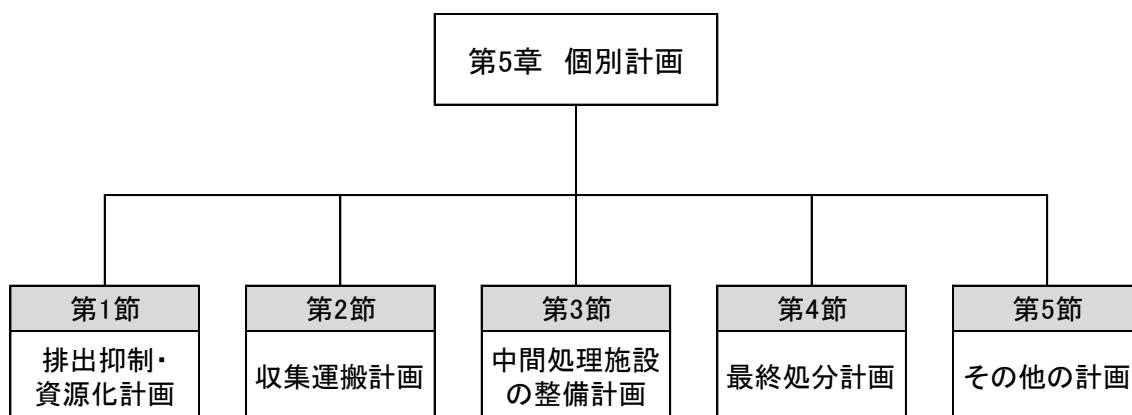 第5章　個別計画
第1節
排出抑制・
資源化計画
第2節
収集運搬計画
第3節
中間処理施設
の整備計画
第4節
最終処分計画
第5節
その他の計画